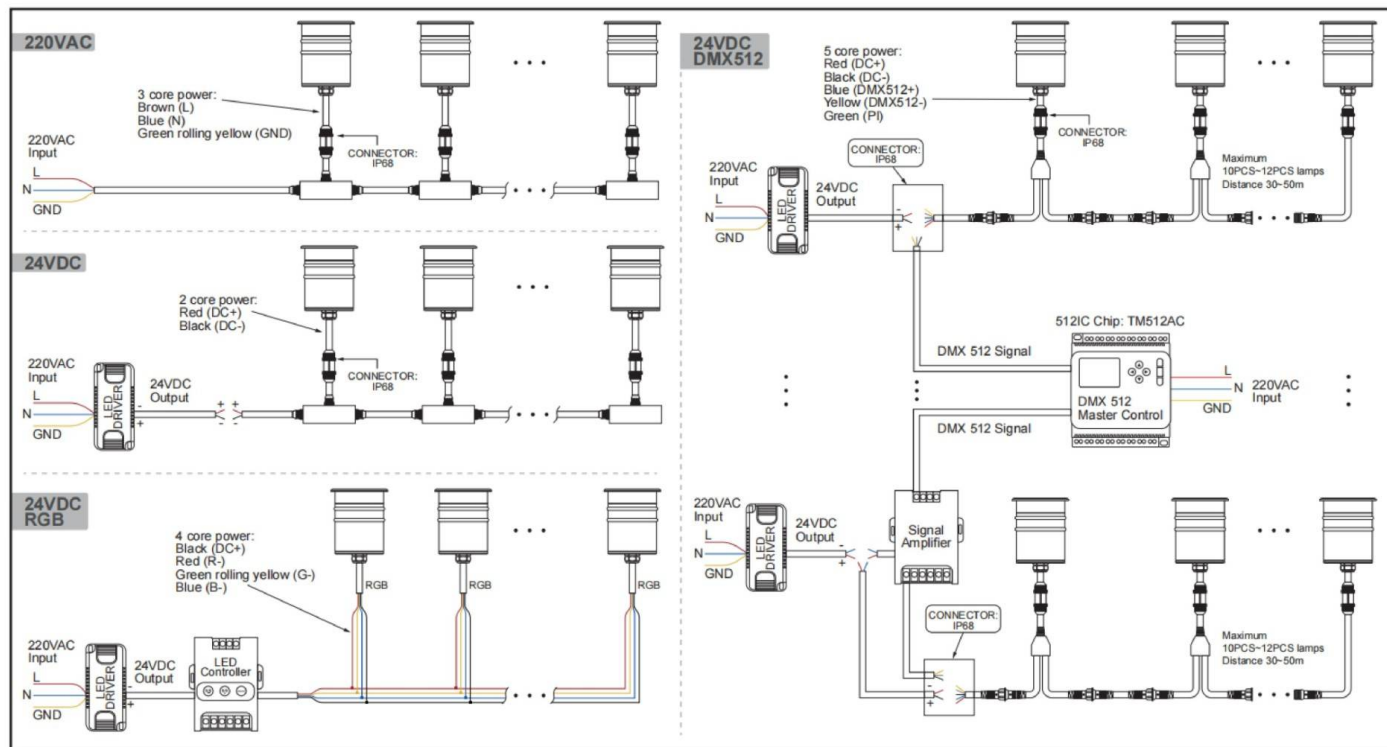 220VAC
3 core power:
Brown (L)
Blue (N)
Green rolling yellow (GND)
220VAC
Input
L
N
GND
CONNECTOR:
IP68
24VDC
2 core power:
Red (DC+)
Black (DC-)
220VAC
Input
L
N
GND
LED
DRIVER
24VDC
Output
-
+
+ +
- -
CONNECTOR:
IP68
24VDC
RGB
4 core power:
Black (DC+)
Red (R-)
Green rolling yellow (G-)
Blue (B-)
RGB
RGB
RGB
220VAC
Input
L
N
GND
LED
DRIVER
24VDC
Output
-
+
LED
Controller
24VDC
DMX512
5 core power:
Red (DC+)
Black (DC-)
Blue (DMX512+)
Yellow (DMX512-)
Green (PI)
CONNECTOR:
IP68
CONNECTOR:
IP68
220VAC
Input
L
N
GND
LED
DRIVER
24VDC
Output
-
+
Maximum
10PCS~12PCS lamps
Distance 30~50m
512IC Chip: TM512AC
DMX 512 Signal
DMX 512
Master Control
L
N
GND
220VAC
Input
DMX 512 Signal
220VAC
Input
L
N
GND
LED
DRIVER
24VDC
Output
-
+
Signal
Amplifier
CONNECTOR:
IP68
-
+
Maximum
10PCS~12PCS lamps
Distance 30~50m